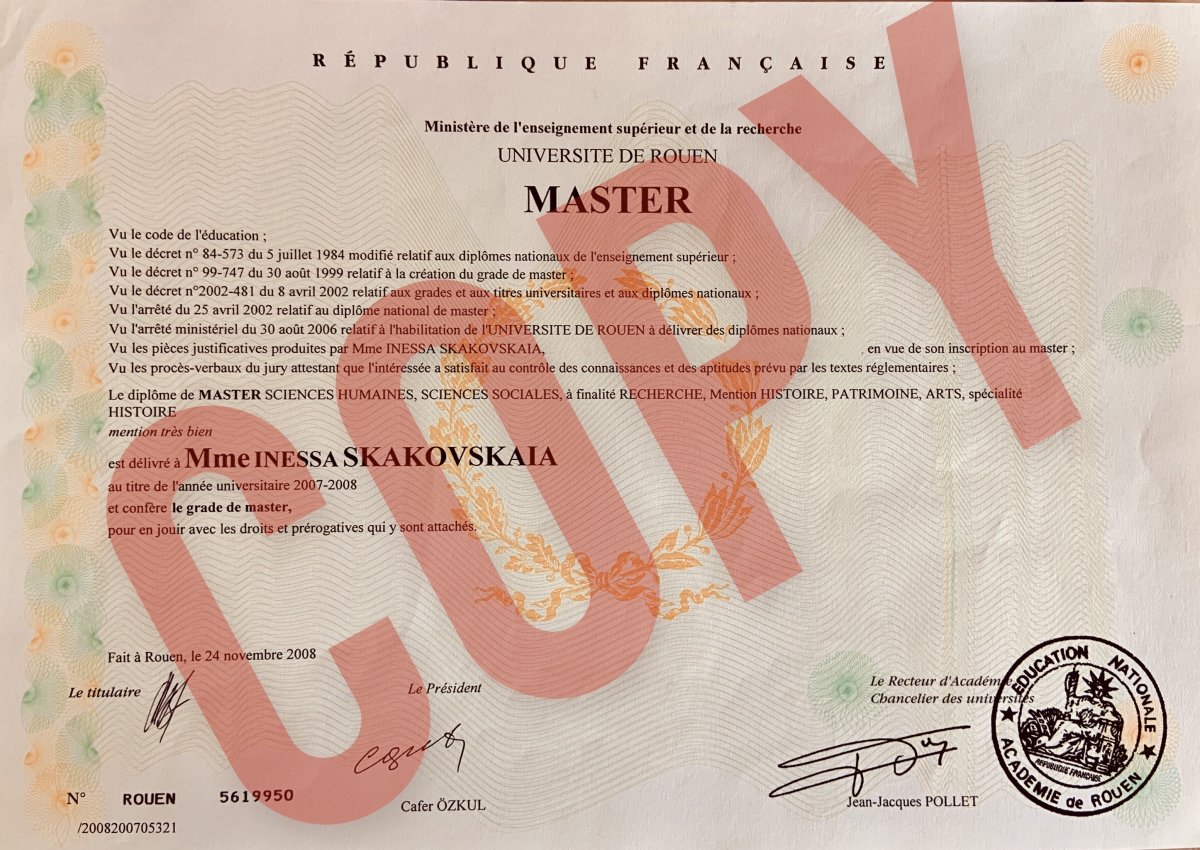 RÉPUBLIQUE FRANÇAISE
Ministère de l'enseignement supérieur et de la recherche
UNIVERSITE DE ROUEN
MASTER
Vu le code de l'éducation ;
Vu le décret n° 84-573 du 5 juillet 1984 modifié relatif aux diplômes nationaux de l'enseignement supérieur ;
Vu le décret n° 99-747 du 30 août 1999 relatif à la création du grade de master ;
Vu le décret n°2002-481 du 8 avril 2002 relatif aux grades et aux titres universitaires et aux diplômes nationaux ;
Vu l'arrêté du 25 avril 2002 relatif au diplôme national de master ;
Vu l'arrêté ministériel du 30 août 2006 relatif à l'habilitation de l'UNIVERSITE DE ROUEN à délivrer des diplômes nationaux ;
Vu les pièces justificatives produites par Mme INESSA SKAKOVSKAIA, , en vue de son inscription au master ;
Vu les procès-verbaux du jury attestant que l'intéressée a satisfait au contrôle des connaissances et des aptitudes prévu par les textes réglementaires ;
Le diplôme de MASTER SCIENCES HUMAINES, SCIENCES SOCIALES, à finalité RECHERCHE, Mention HISTOIRE, PATRIMOINE, ARTS, spécialité
HISTOIRE
mention très bien
est délivré à Mme INESSA SKAKOVSKAIA
au titre de l'année universitaire 2007-2008
et confère le grade de master,
pour en jouir avec les droits et prérogatives qui y sont attachés.
COPY
Fait à Rouen, le 24 novembre 2008
Le titulaire
Le Président
Le Recteur d'Académie
Chancelier des universités
EDUCATION NATIONALE
REPUBLIQUE FRANÇAISE
ACADEMIE de ROUEN
N° ROUEN 5619950
Cafer ÖZKUL
Jean-Jacques POLLET
/2008200705321